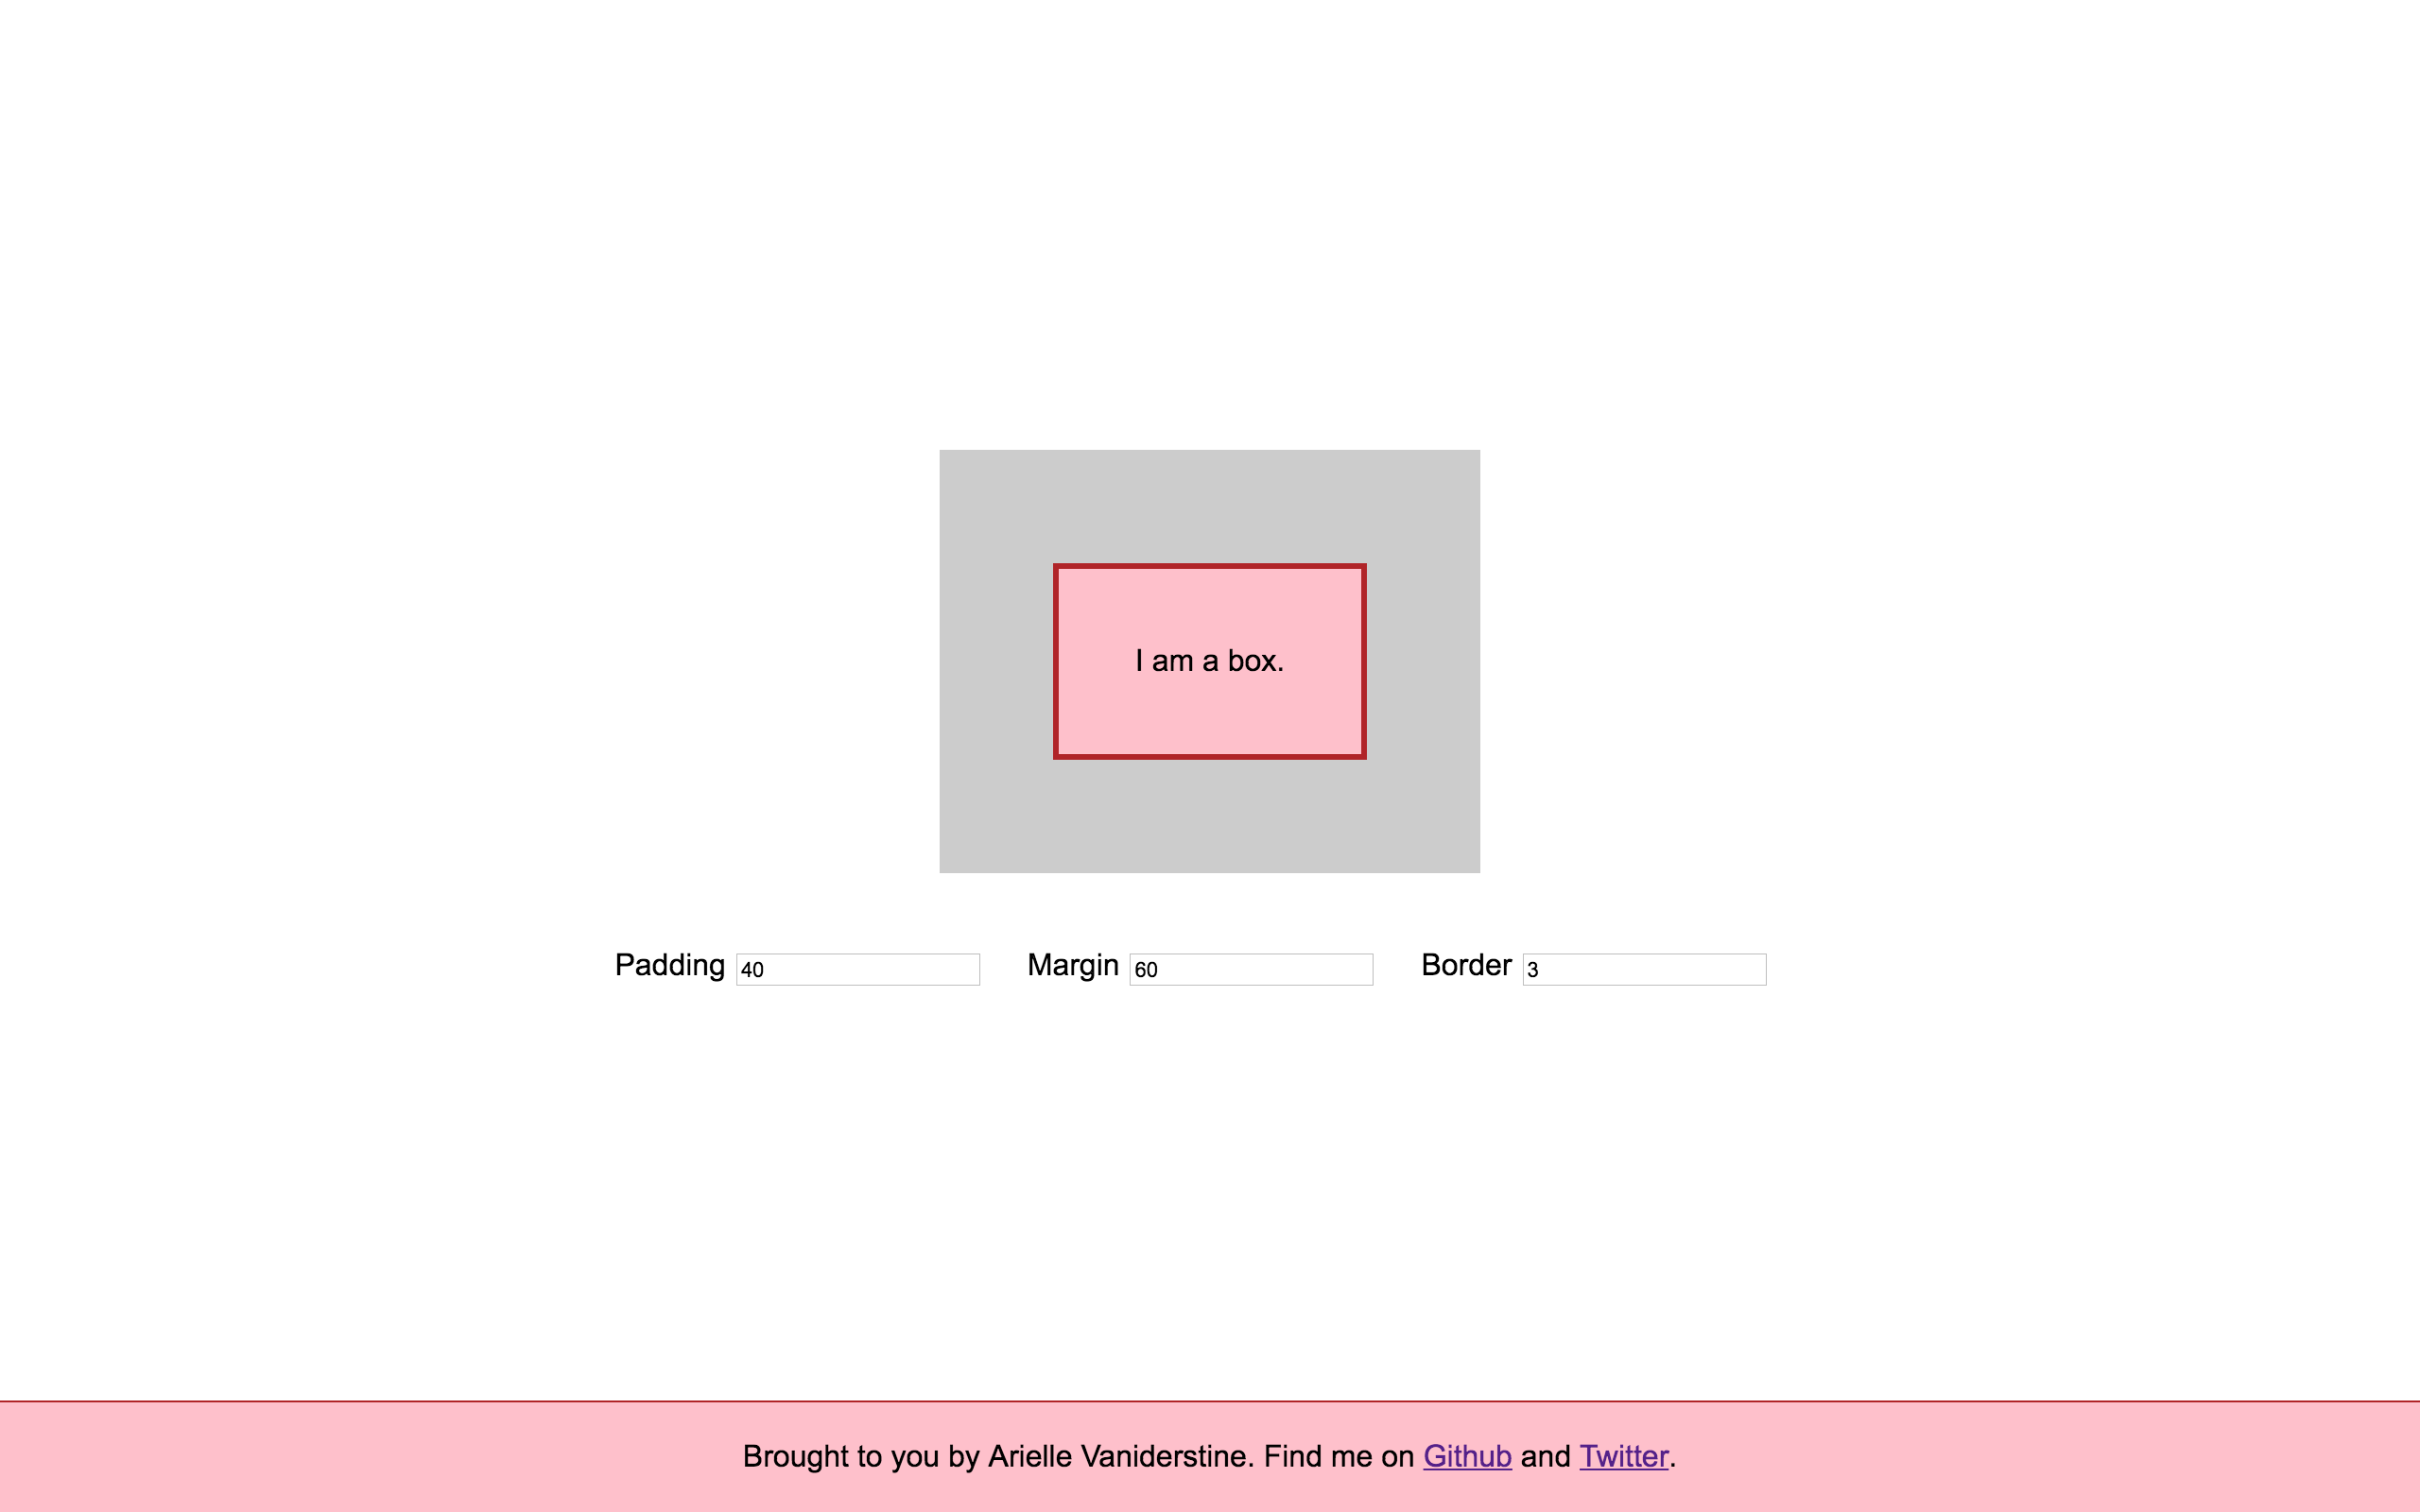 I am a box.
Padding 40 Margin 60 Border 3
Brought to you by Arielle Vaniderstine. Find me on Github and Twitter.